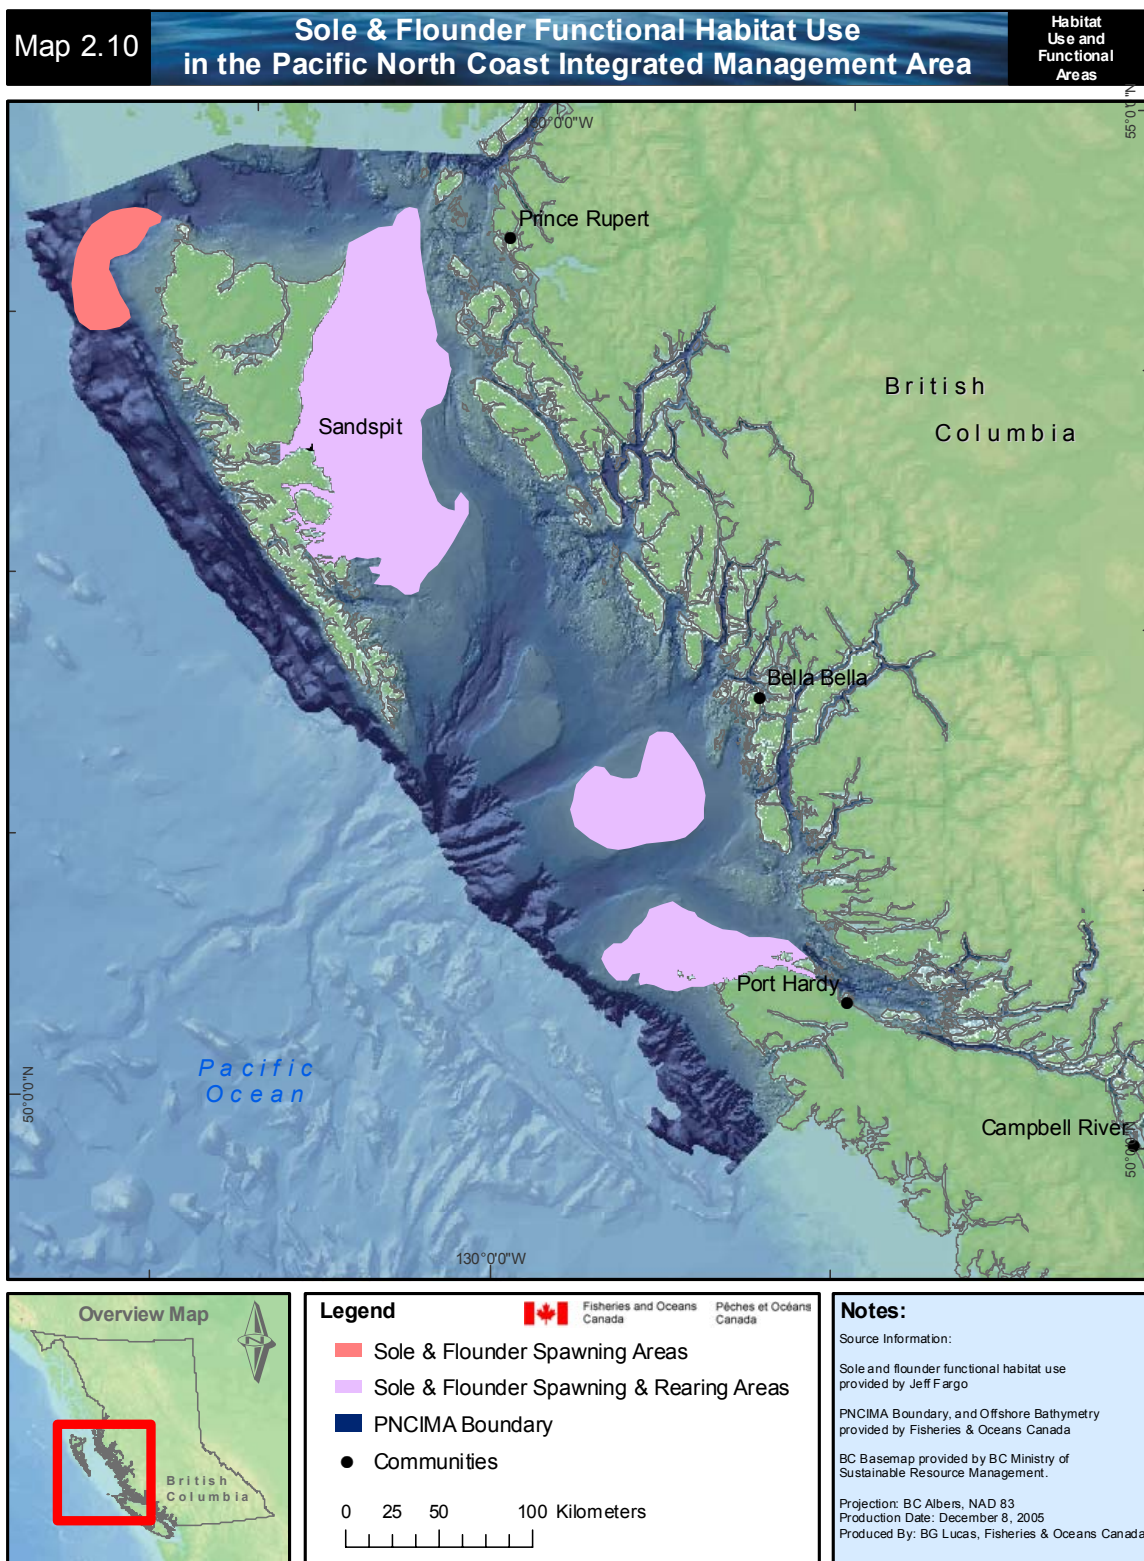 Map 2.10
Sole & Flounder Functional Habitat Use
in the Pacific North Coast Integrated Management Area
Habitat
Use and
Functional
Areas
55°0'0"N
130°0'0"W
Prince Rupert
British
Columbia
Sandspit
Bella Bella
Port Hardy
Pacific
Ocean
50°0'0"N
Campbell River
50°0'0"N
130°0'0"W
Overview Map
N
British
Columbia
Legend
Fisheries and Oceans
Canada
Pêches et Océans
Canada
Sole & Flounder Spawning Areas
Sole & Flounder Spawning & Rearing Areas
PNCIMA Boundary
Communities
0 25 50 100 Kilometers
Notes:
Source Information:
Sole and flounder functional habitat use
provided by Jeff Fargo
PNCIMA Boundary, and Offshore Bathymetry
provided by Fisheries & Oceans Canada
BC Basemap provided by BC Ministry of
Sustainable Resource Management.
Projection: BC Albers, NAD 83
Production Date: December 8, 2005
Produced By: BG Lucas, Fisheries & Oceans Canada